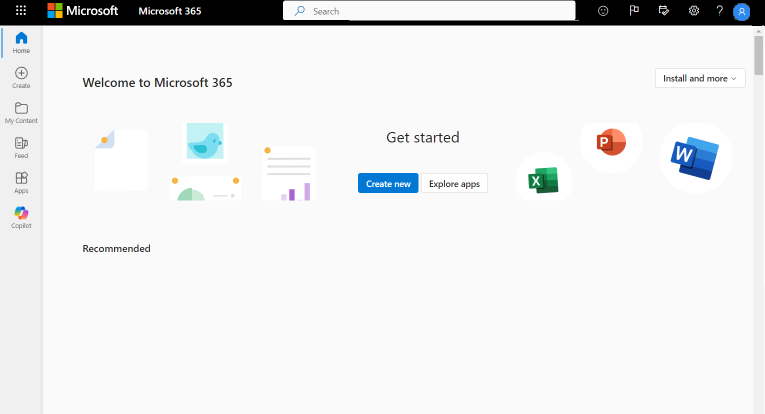 Microsoft Microsoft 365 Search ?
Home
Create
My Content
Feed
Apps
Copilot
Welcome to Microsoft 365
Install and more
Get started
Create new Explore apps
X
P
W
Recommended